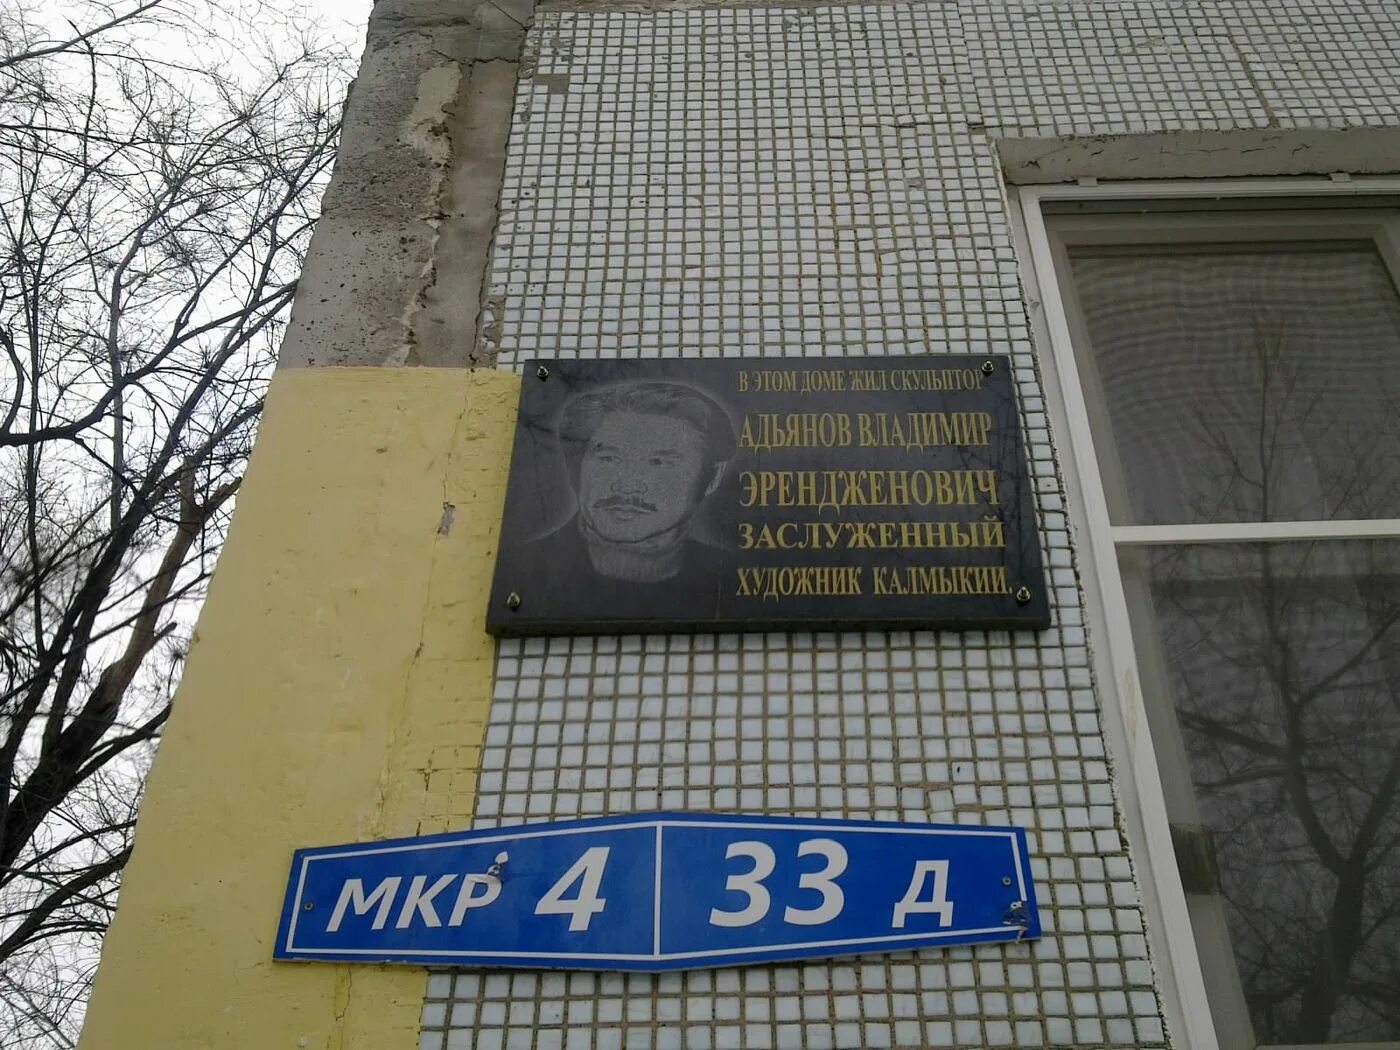 В ЭТОМ ДОМЕ ЖИЛ СКУЛЬПТОР
АДЬЯНОВ ВЛАДИМИР
ЭРЕНДЖЕНОВИЧ
ЗАСЛУЖЕННЫЙ
ХУДОЖНИК КАЛМЫКИИ.
МКР 4 33 Д